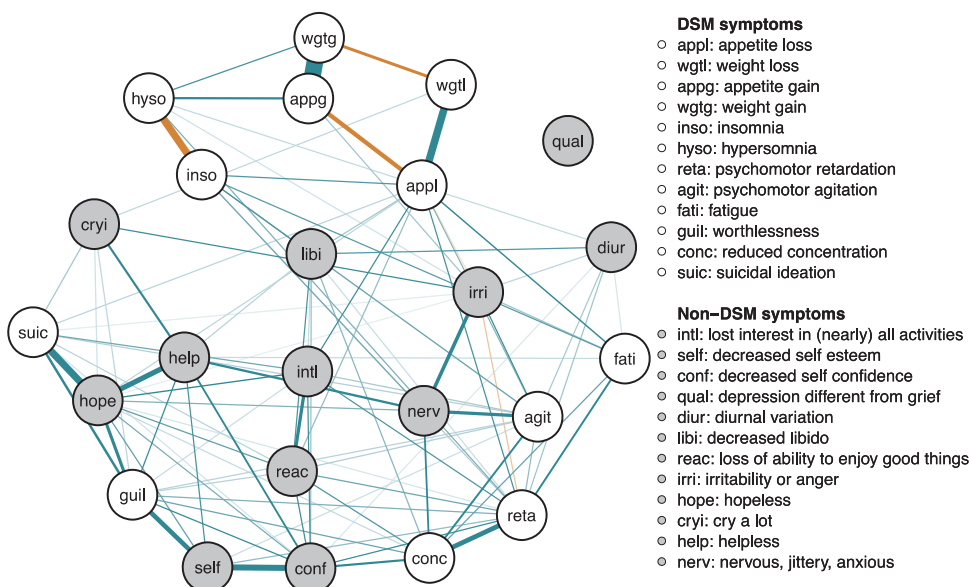 wgtg
wgtl
hyso
appg
qual
inso
appl
cryi
libi
diur
irri
suic
help
intl
fati
hope
nerv
agit
reac
guil
reta
conc
self
conf
DSM symptoms
appl: appetite loss
wgtl: weight loss
appg: appetite gain
wgtg: weight gain
inso: insomnia
hyso: hypersomnia
reta: psychomotor retardation
agit: psychomotor agitation
fati: fatigue
guil: worthlessness
conc: reduced concentration
suic: suicidal ideation
Non−DSM symptoms
intl: lost interest in (nearly) all activities
self: decreased self esteem
conf: decreased self confidence
qual: depression different from grief
diur: diurnal variation
libi: decreased libido
reac: loss of ability to enjoy good things
irri: irritability or anger
hope: hopeless
cryi: cry a lot
help: helpless
nerv: nervous, jittery, anxious